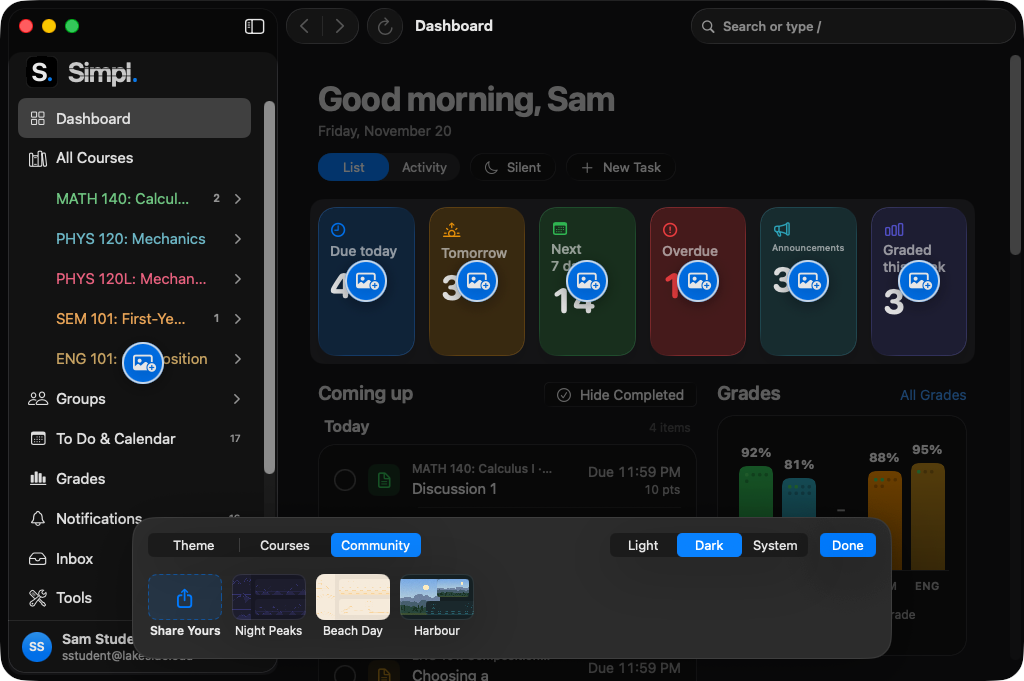 Dashboard
Search or type /
S. Simpl.
Dashboard
All Courses
MATH 140: Calcul... 2
PHYS 120: Mechanics
PHYS 120L: Mechan...
SEM 101: First-Ye... 1
ENG 101: osition
Groups
To Do & Calendar 17
Grades
Notifications
Inbox
Tools
SS
Sam Stude
Good morning, Sam
Friday, November 20
List Activity Silent New Task
Due today
4
Tomorrow
3
Next
7 d
14
Overdue
1
Announcements
3
Graded
this k
3
Coming up
Hide Completed
Today
4 items
MATH 140: Calculus I ·...
Discussion 1
Due 11:59 PM
10 pts
Grades
All Grades
92%
81%
–
88%
95%
M ENG
rade
Theme Courses Community
Light Dark System Done
Share Yours
Night Peaks
Beach Day
Harbour
Due 11:59 PM
Choosing a